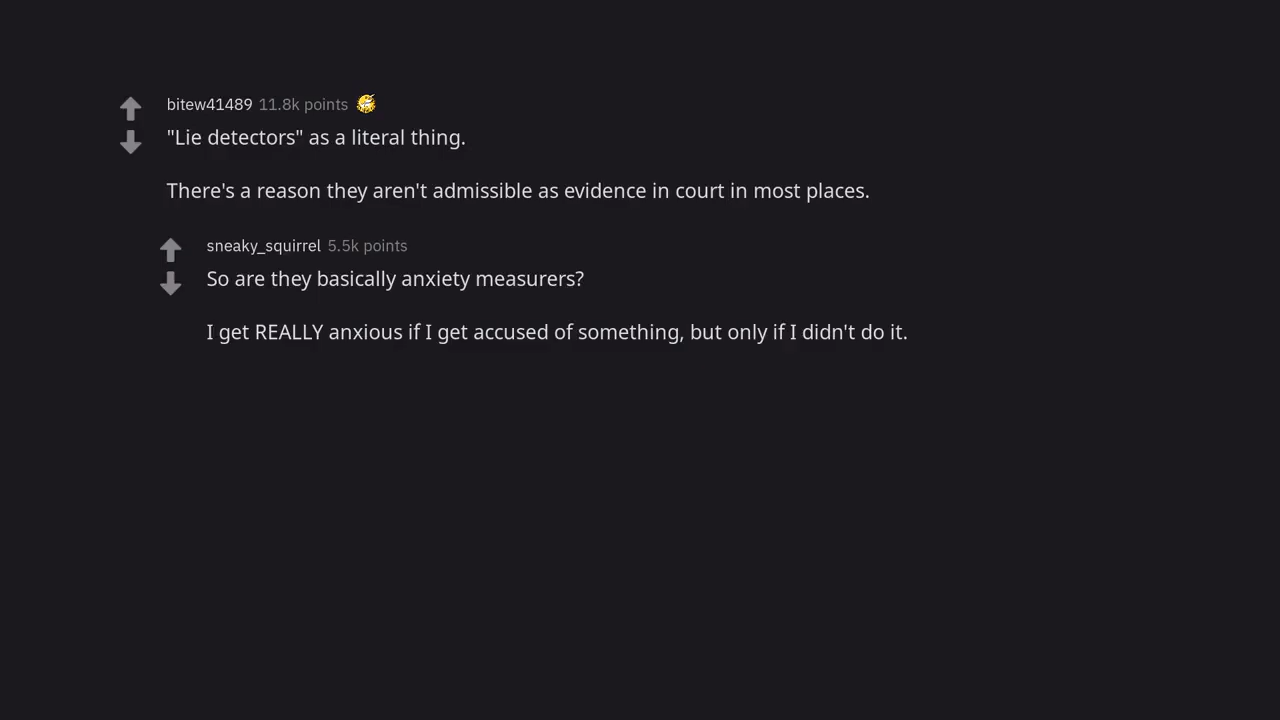 bitew41489 11.8k points
"Lie detectors" as a literal thing.
There's a reason they aren't admissible as evidence in court in most places.
sneaky_squirrel 5.5k points
So are they basically anxiety measurers?
I get REALLY anxious if I get accused of something, but only if I didn't do it.